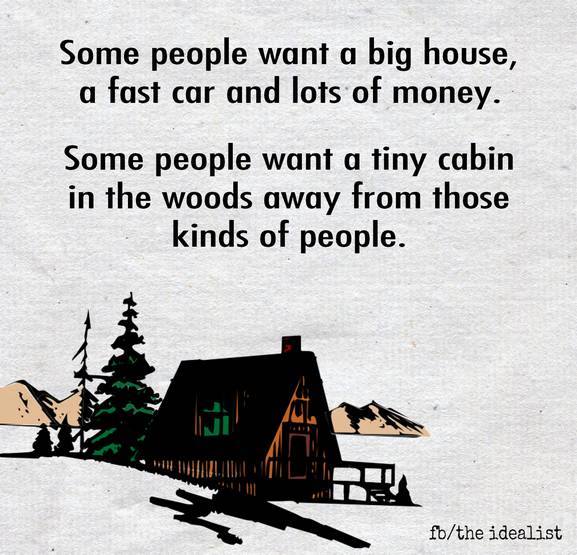 Some people want a big house,
a fast car and lots of money.
Some people want a tiny cabin
in the woods away from those
kinds of people.
fb/the idealist